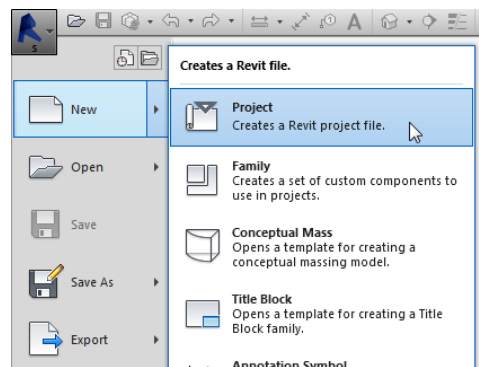 A
S
Creates a Revit file.
New
Project
Creates a Revit project file.
Open
Family
Creates a set of custom components to
use in projects.
Save
Conceptual Mass
Opens a template for creating a
conceptual massing model.
Save As
Title Block
Opens a template for creating a Title
Block family.
Export
Annotation Symbol